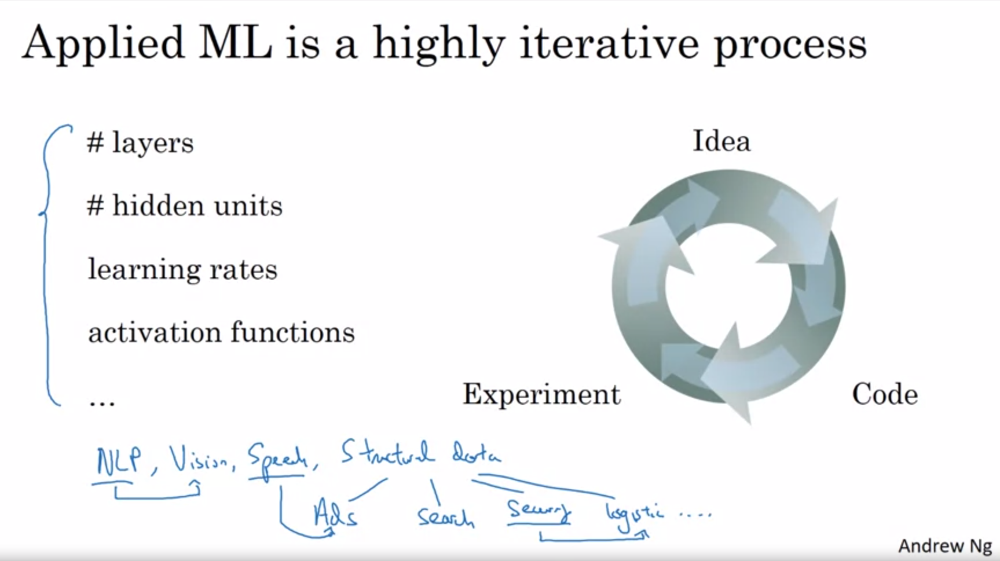 Applied ML is a highly iterative process
# layers
# hidden units
learning rates
activation functions
...
Idea
Experiment
Code
NLP, Vision, Speech, Structural data
Ads Search Security logistic ....
Andrew Ng